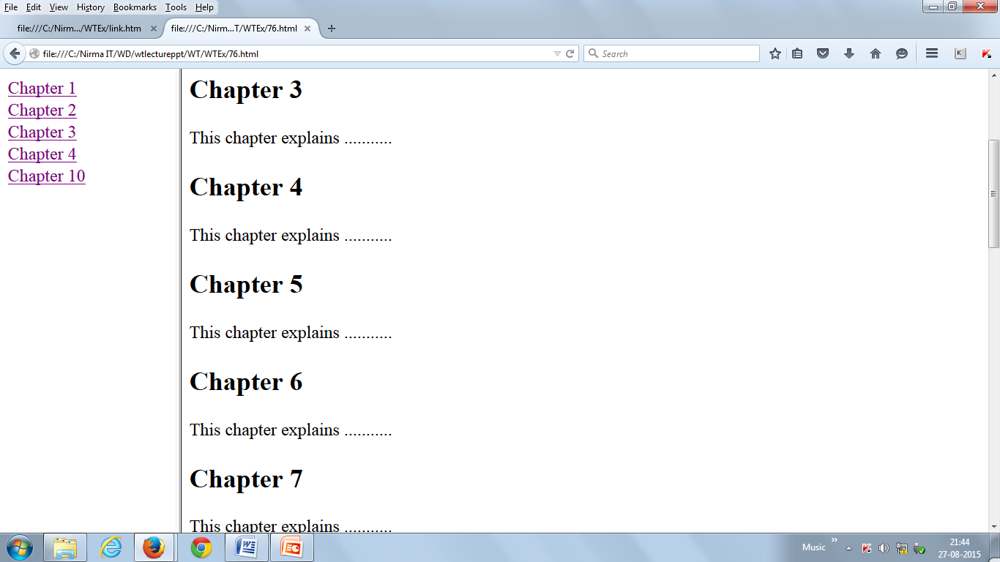 File Edit View History Bookmarks Tools Help
file:///C:/Nirm.../WTEx/link.htm
file:///C:/Nirm...T/WTEx/76.html
file:///C:/Nirma IT/WD/wtlectureppt/WT/WTEx/76.html
Search
Chapter 1
Chapter 2
Chapter 3
Chapter 4
Chapter 10
Chapter 3
This chapter explains ...........
Chapter 4
This chapter explains ...........
Chapter 5
This chapter explains ...........
Chapter 6
This chapter explains ...........
Chapter 7
This chapter explains ...........
Music
21:44
27-08-2015